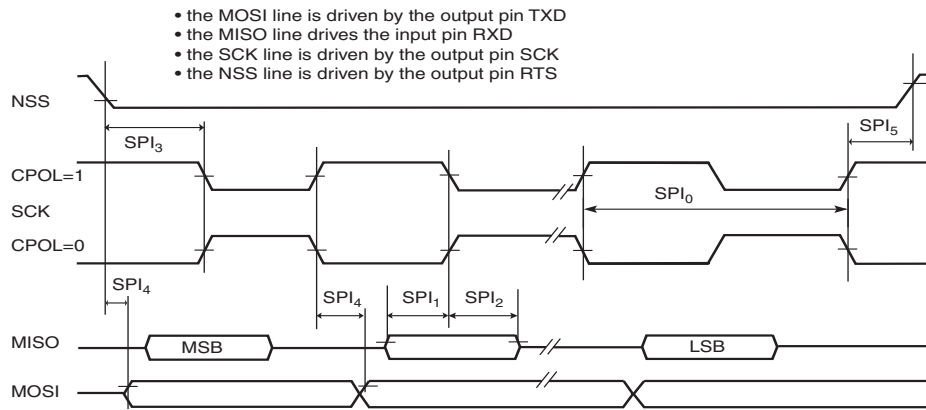 • the MOSI line is driven by the output pin TXD
• the MISO line drives the input pin RXD
• the SCK line is driven by the output pin SCK
• the NSS line is driven by the output pin RTS
NSS
SPI3
SPI5
CPOL=1
SCK
SPI0
CPOL=0
SPI4
SPI4
SPI1
SPI2
MISO
MSB
LSB
MOSI